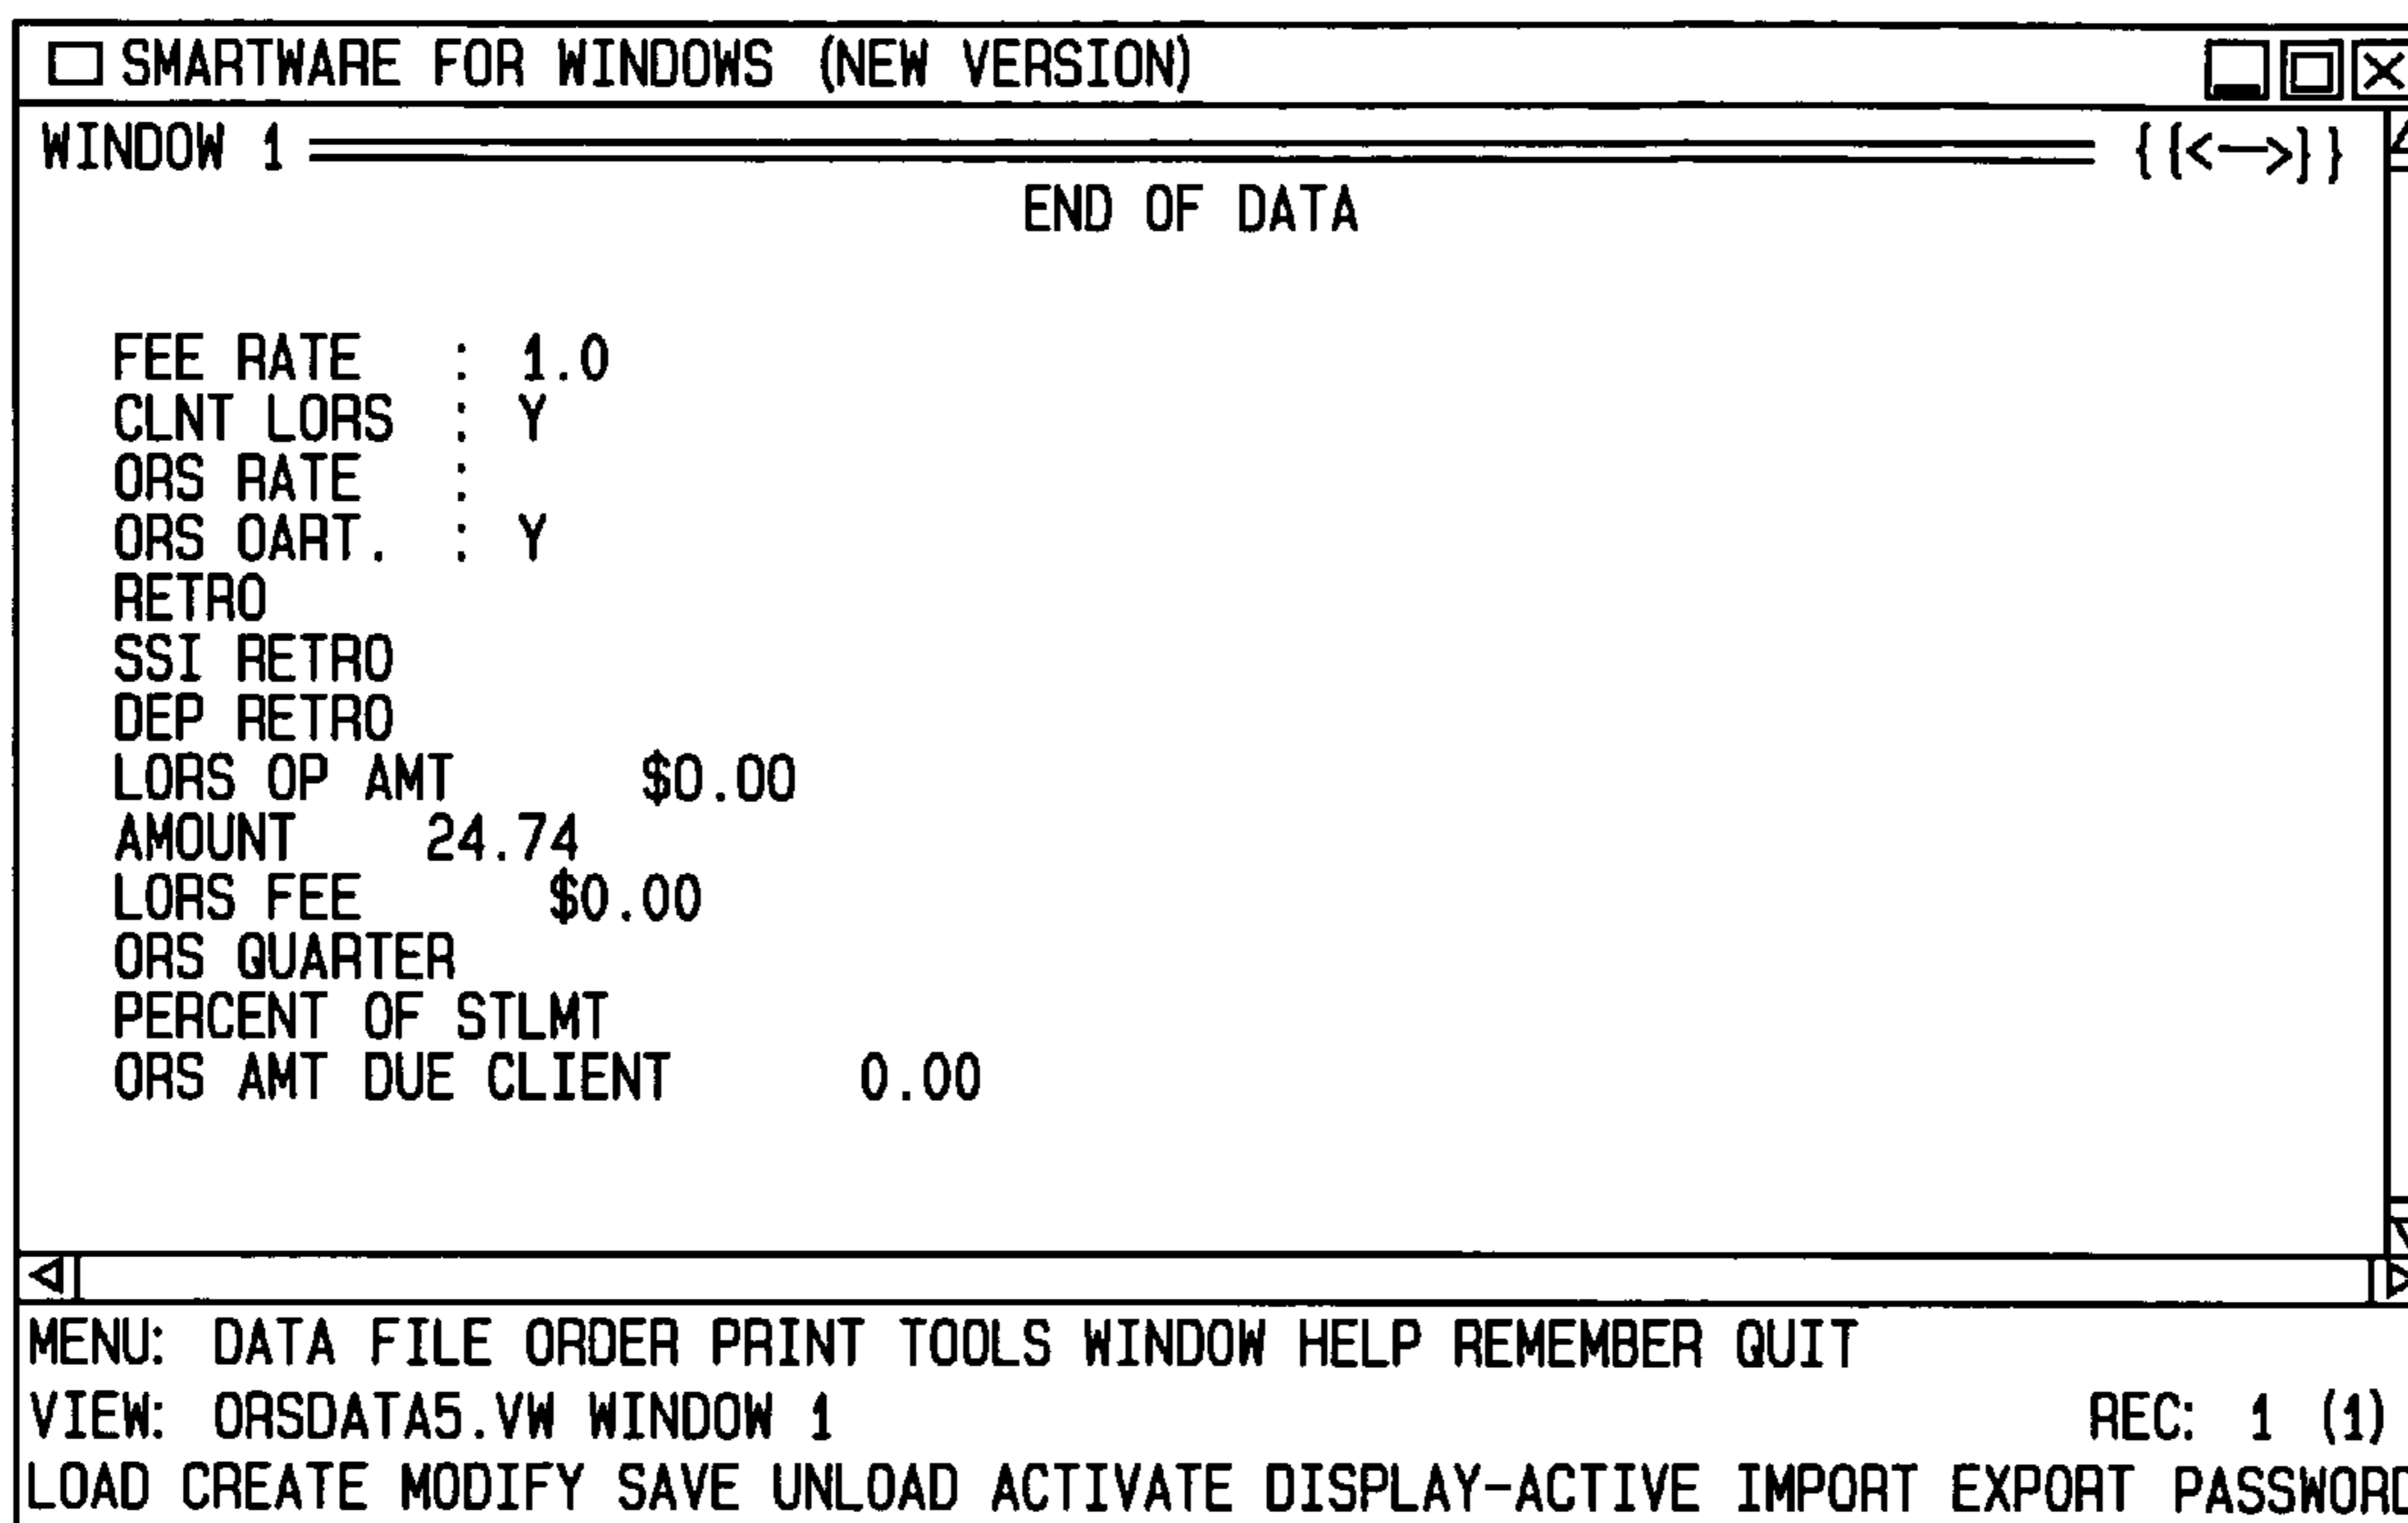 SMARTWARE FOR WINDOWS (NEW VERSION)
WINDOW 1 {{<—>}}
END OF DATA
FEE RATE : 1.0
CLNT LORS : Y
ORS RATE :
ORS OART. : Y
RETRO
SSI RETRO
DEP RETRO
LORS OP AMT $0.00
AMOUNT 24.74
LORS FEE $0.00
ORS QUARTER
PERCENT OF STLMT
ORS AMT DUE CLIENT 0.00
MENU: DATA FILE ORDER PRINT TOOLS WINDOW HELP REMEMBER QUIT
VIEW: ORSDATA5.VW WINDOW 1 REC: 1 (1)
LOAD CREATE MODIFY SAVE UNLOAD ACTIVATE DISPLAY-ACTIVE IMPORT EXPORT PASSWORD